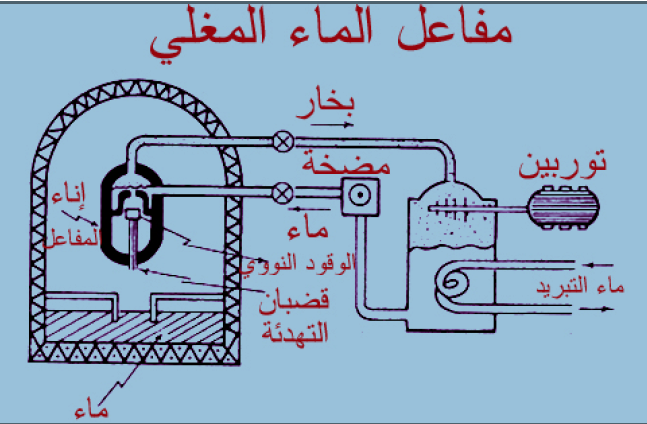 مفاعل الماء المغلي
بخار
مضخة
توربين
إناء
المفاعل
ماء
الوقود النووي
ماء التبريد
قضبان
التهدئة
ماء